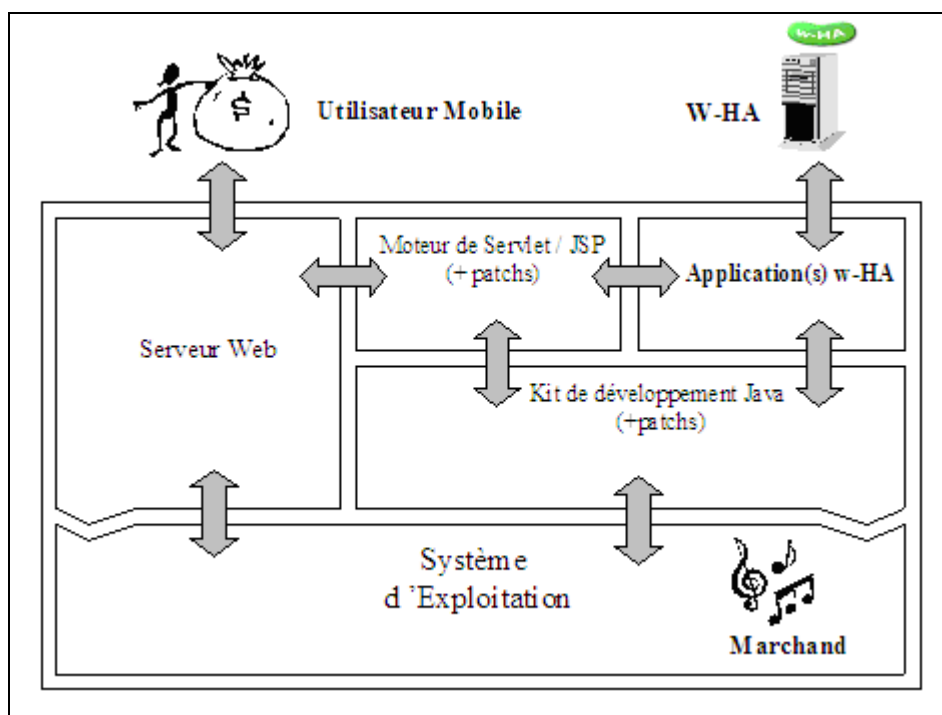 w-HA
Utilisateur Mobile
W-HA
$
Moteur de Servlet / JSP
(+ patchs)
Application(s) w-HA
Serveur Web
Kit de développement Java
(+patchs)
Système
d ’Exploitation
Marchand